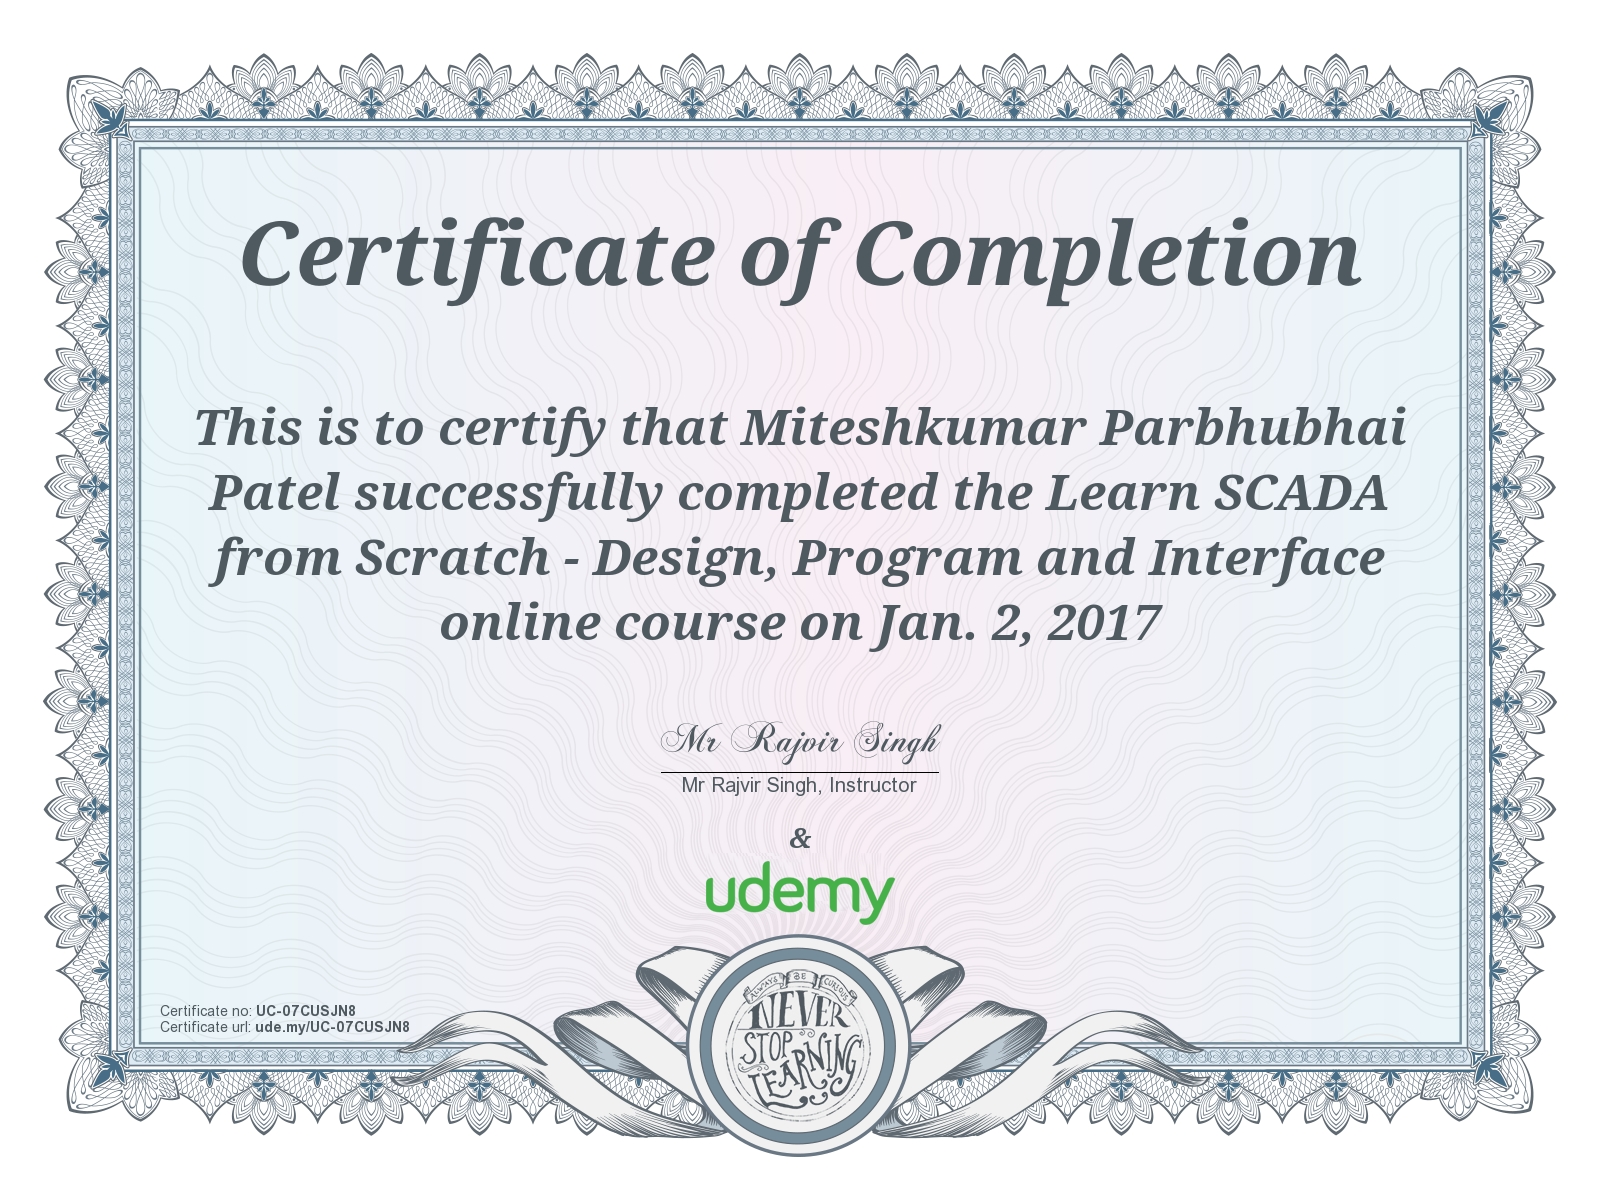 Certificate of Completion
This is to certify that Miteshkumar Parbhubhai
Patel successfully completed the Learn SCADA
from Scratch - Design, Program and Interface
online course on Jan. 2, 2017
Mr Rajvir Singh
Mr Rajvir Singh, Instructor
&
udemy
Certificate no: UC-07CUSJN8
Certificate url: ude.my/UC-07CUSJN8
ALWAYS BE CURIOUS
NEVER
STOP
LEARNING